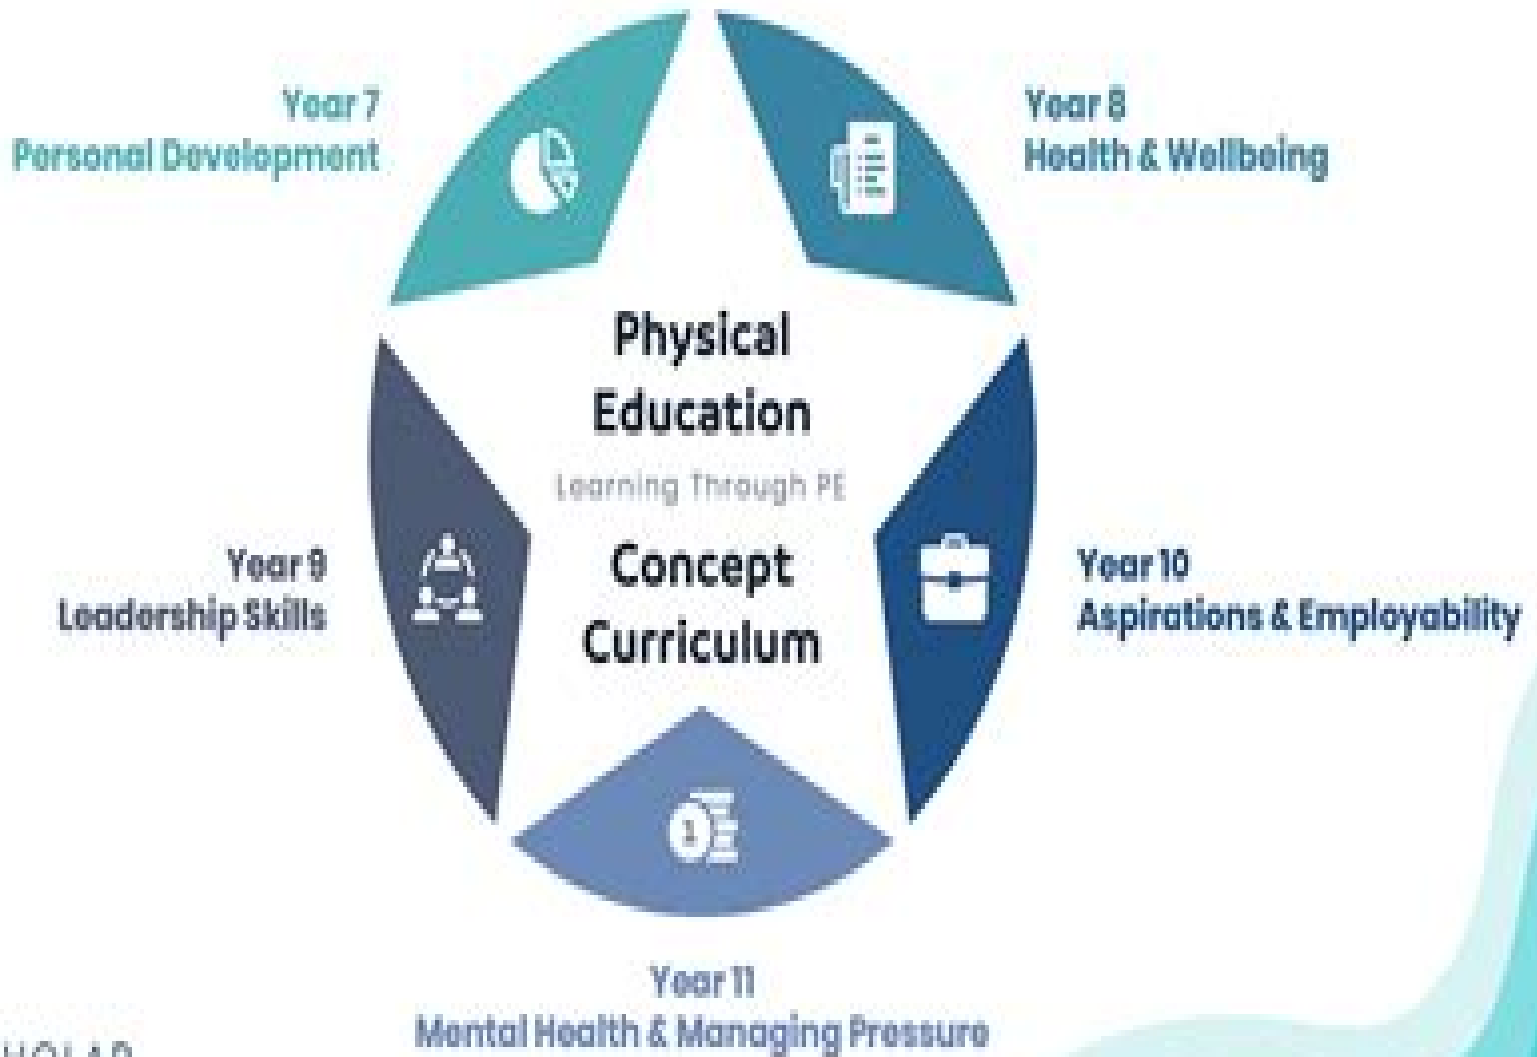 Year 7
Personal Development
Year 8
Health & Wellbeing
Physical
Education
Learning Through PE
Concept
Curriculum
Year 9
Leadership Skills
Year 10
Aspirations & Employability
1
Year 11
Mental Health & Managing Pressure